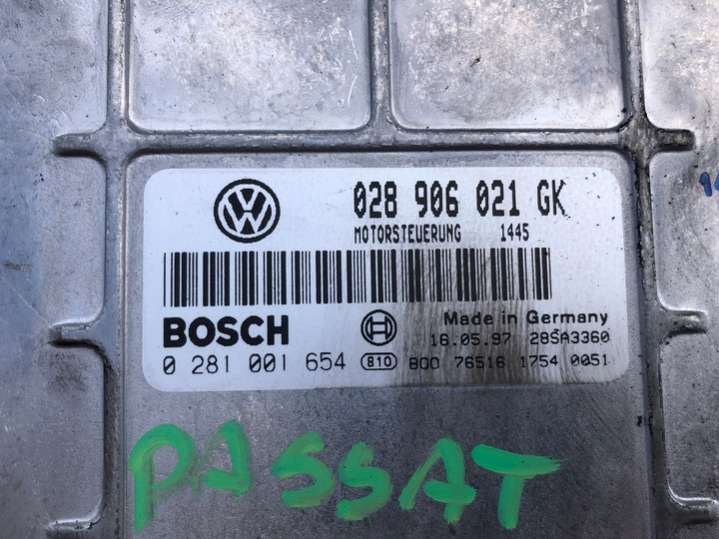 028 906 021 GK
MOTORSTEUERUNG 1445
BOSCH
Made in Germany
16.05.97 28SA3360
0 281 001 654 810 800 76516 1754 0051
PASSAT